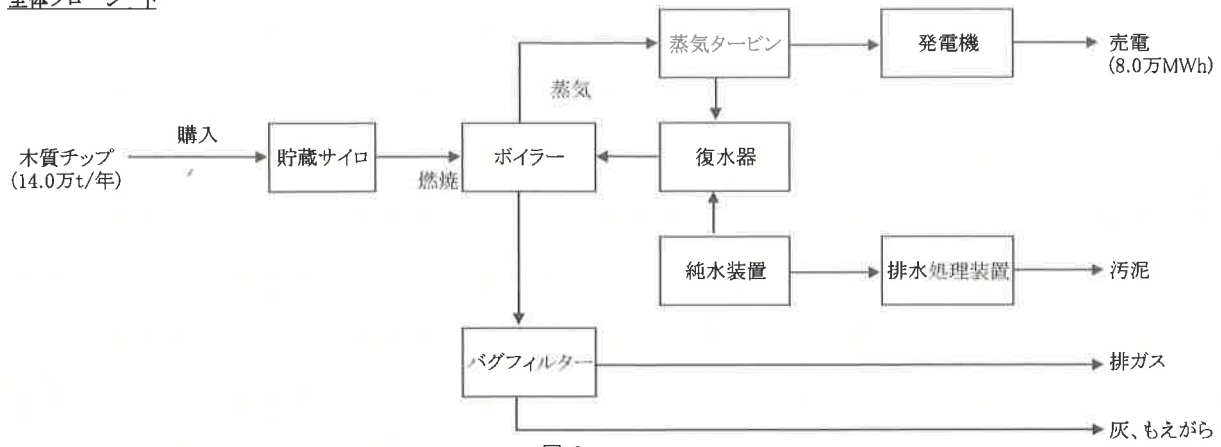 蒸気タービン
発電機
売電
(8.0万MWh)
蒸気
購入
木質チップ
(14.0万t/年)
貯蔵サイロ
燃焼
ボイラー
復水器
純水装置
排水処理装置
汚泥
バグフィルター
排ガス
灰、もえがら